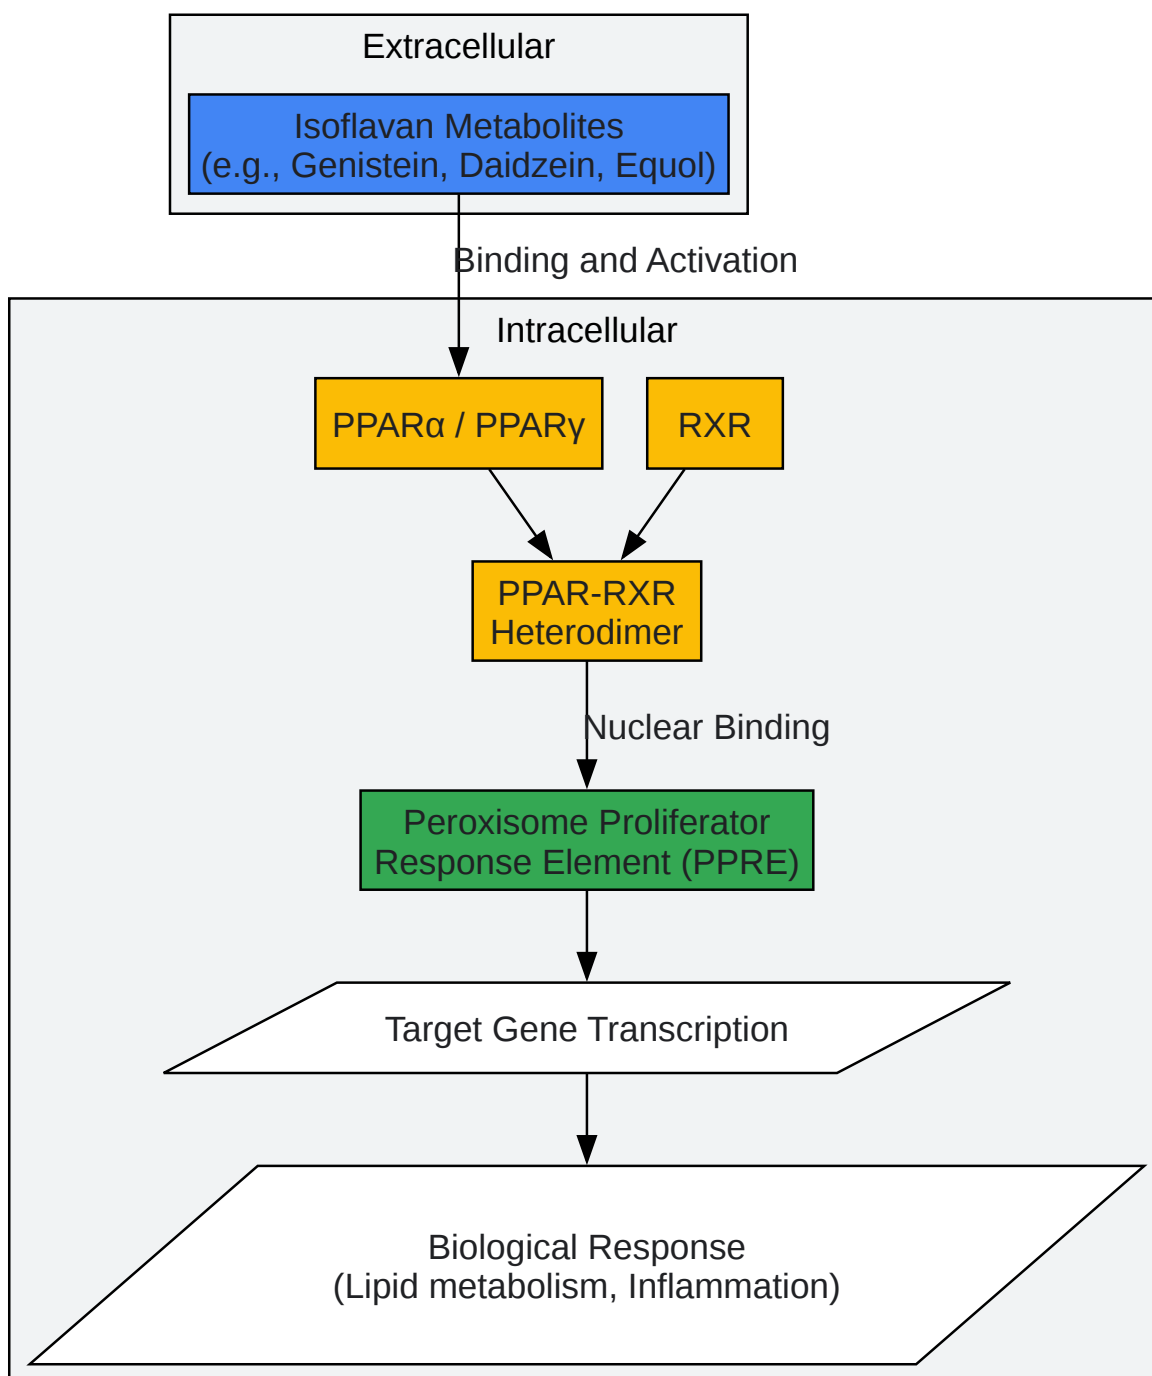 Extracellular
Isoflavan Metabolites
(e.g., Genistein, Daidzein, Equol)
Binding and Activation
Intracellular
PPARα / PPARγ
RXR
PPAR-RXR
Heterodimer
Nuclear Binding
Peroxisome Proliferator
Response Element (PPRE)
Target Gene Transcription
Biological Response
(Lipid metabolism, Inflammation)